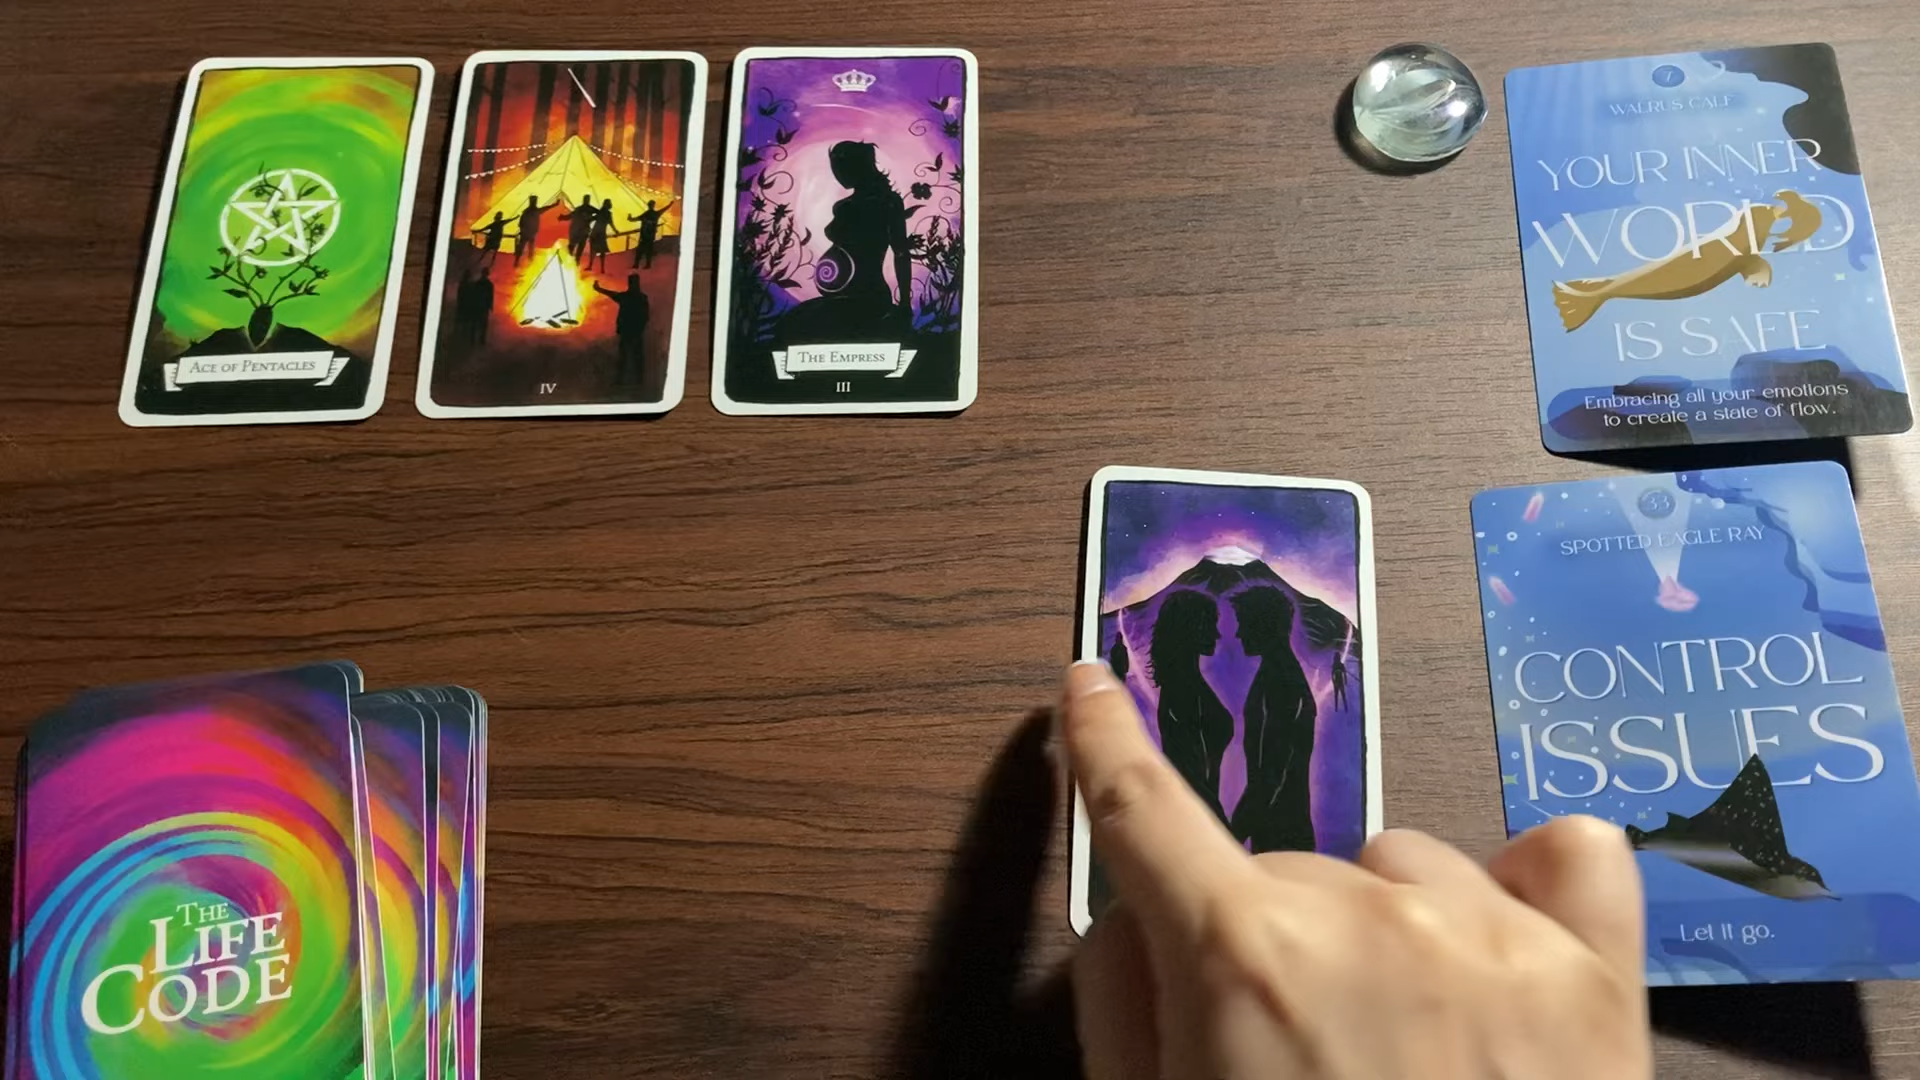 ACE OF PENTACLES
IV
THE EMPRESS
III
7
WALRUS CALF
YOUR INNER
WORLD
IS SAFE
Embracing all your emotions
to create a state of flow.
33
SPOTTED EAGLE RAY
CONTROL
ISSUES
Let it go.
THE
LIFE
CODE